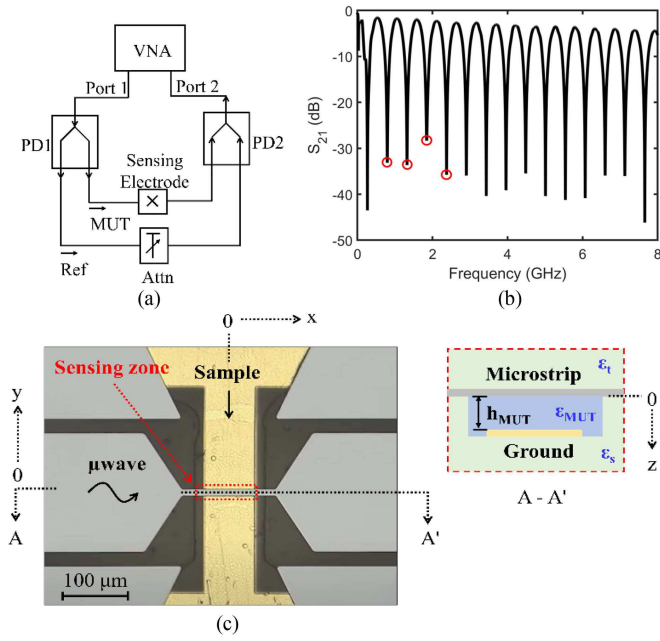 VNA
Port 1
Port 2
PD1
PD2
Sensing
Electrode
MUT
Ref
Attn
(a)
0
-10
-20
-30
-40
-50
S21 (dB)
0
2
4
6
8
Frequency (GHz)
(b)
0
x
Sensing zone
Sample
y
0
μwave
A
A'
100 μm
(c)
εt
Microstrip
0
hMUT
εMUT
Ground
εs
z
A - A'